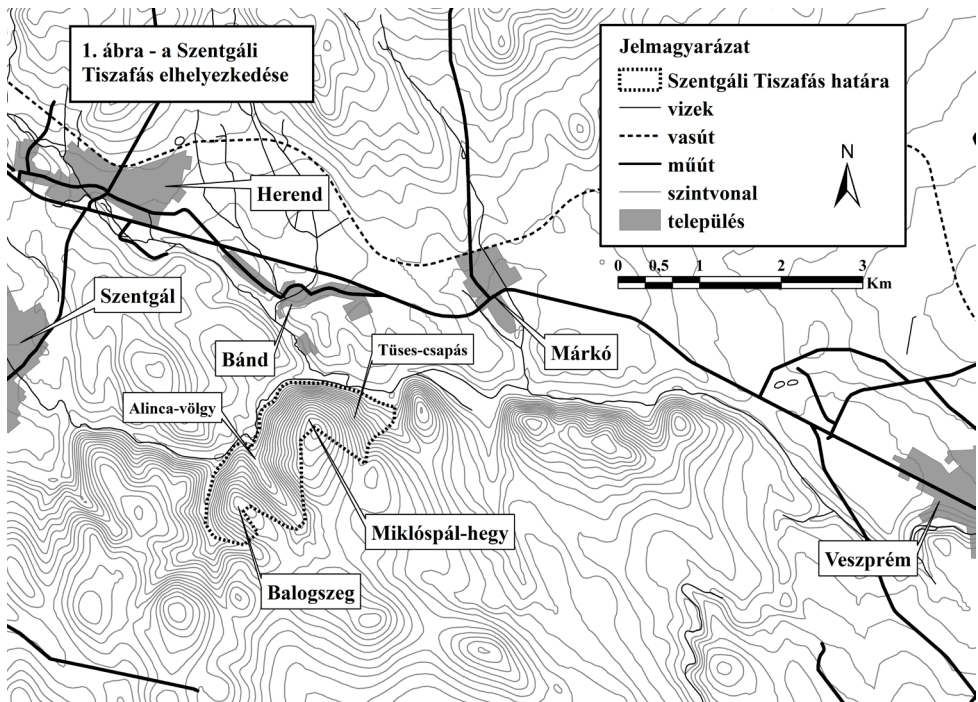 1. ábra - a Szentgáli
Tiszafás elhelyezkedése
Jelmagyarázat
Szentgáli Tiszafás határa
vizek
vasút
műút
szintvonal
település
N
0 0,5 1 2 3
Km
Herend
Szentgál
Bánd
Tüses-csapás
Márkó
Alinca-völgy
Miklóspál-hegy
Veszprém
Balogszeg